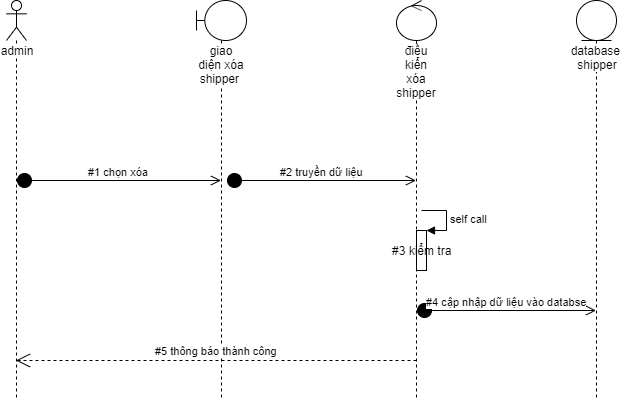 admin
giao
diện xóa
shipper
điều
kiển
xóa
shipper
database
shipper
#1 chọn xóa
#2 truyền dữ liệu
self call
#3 kiểm tra
#4 cập nhập dữ liệu vào databse
#5 thông báo thành công